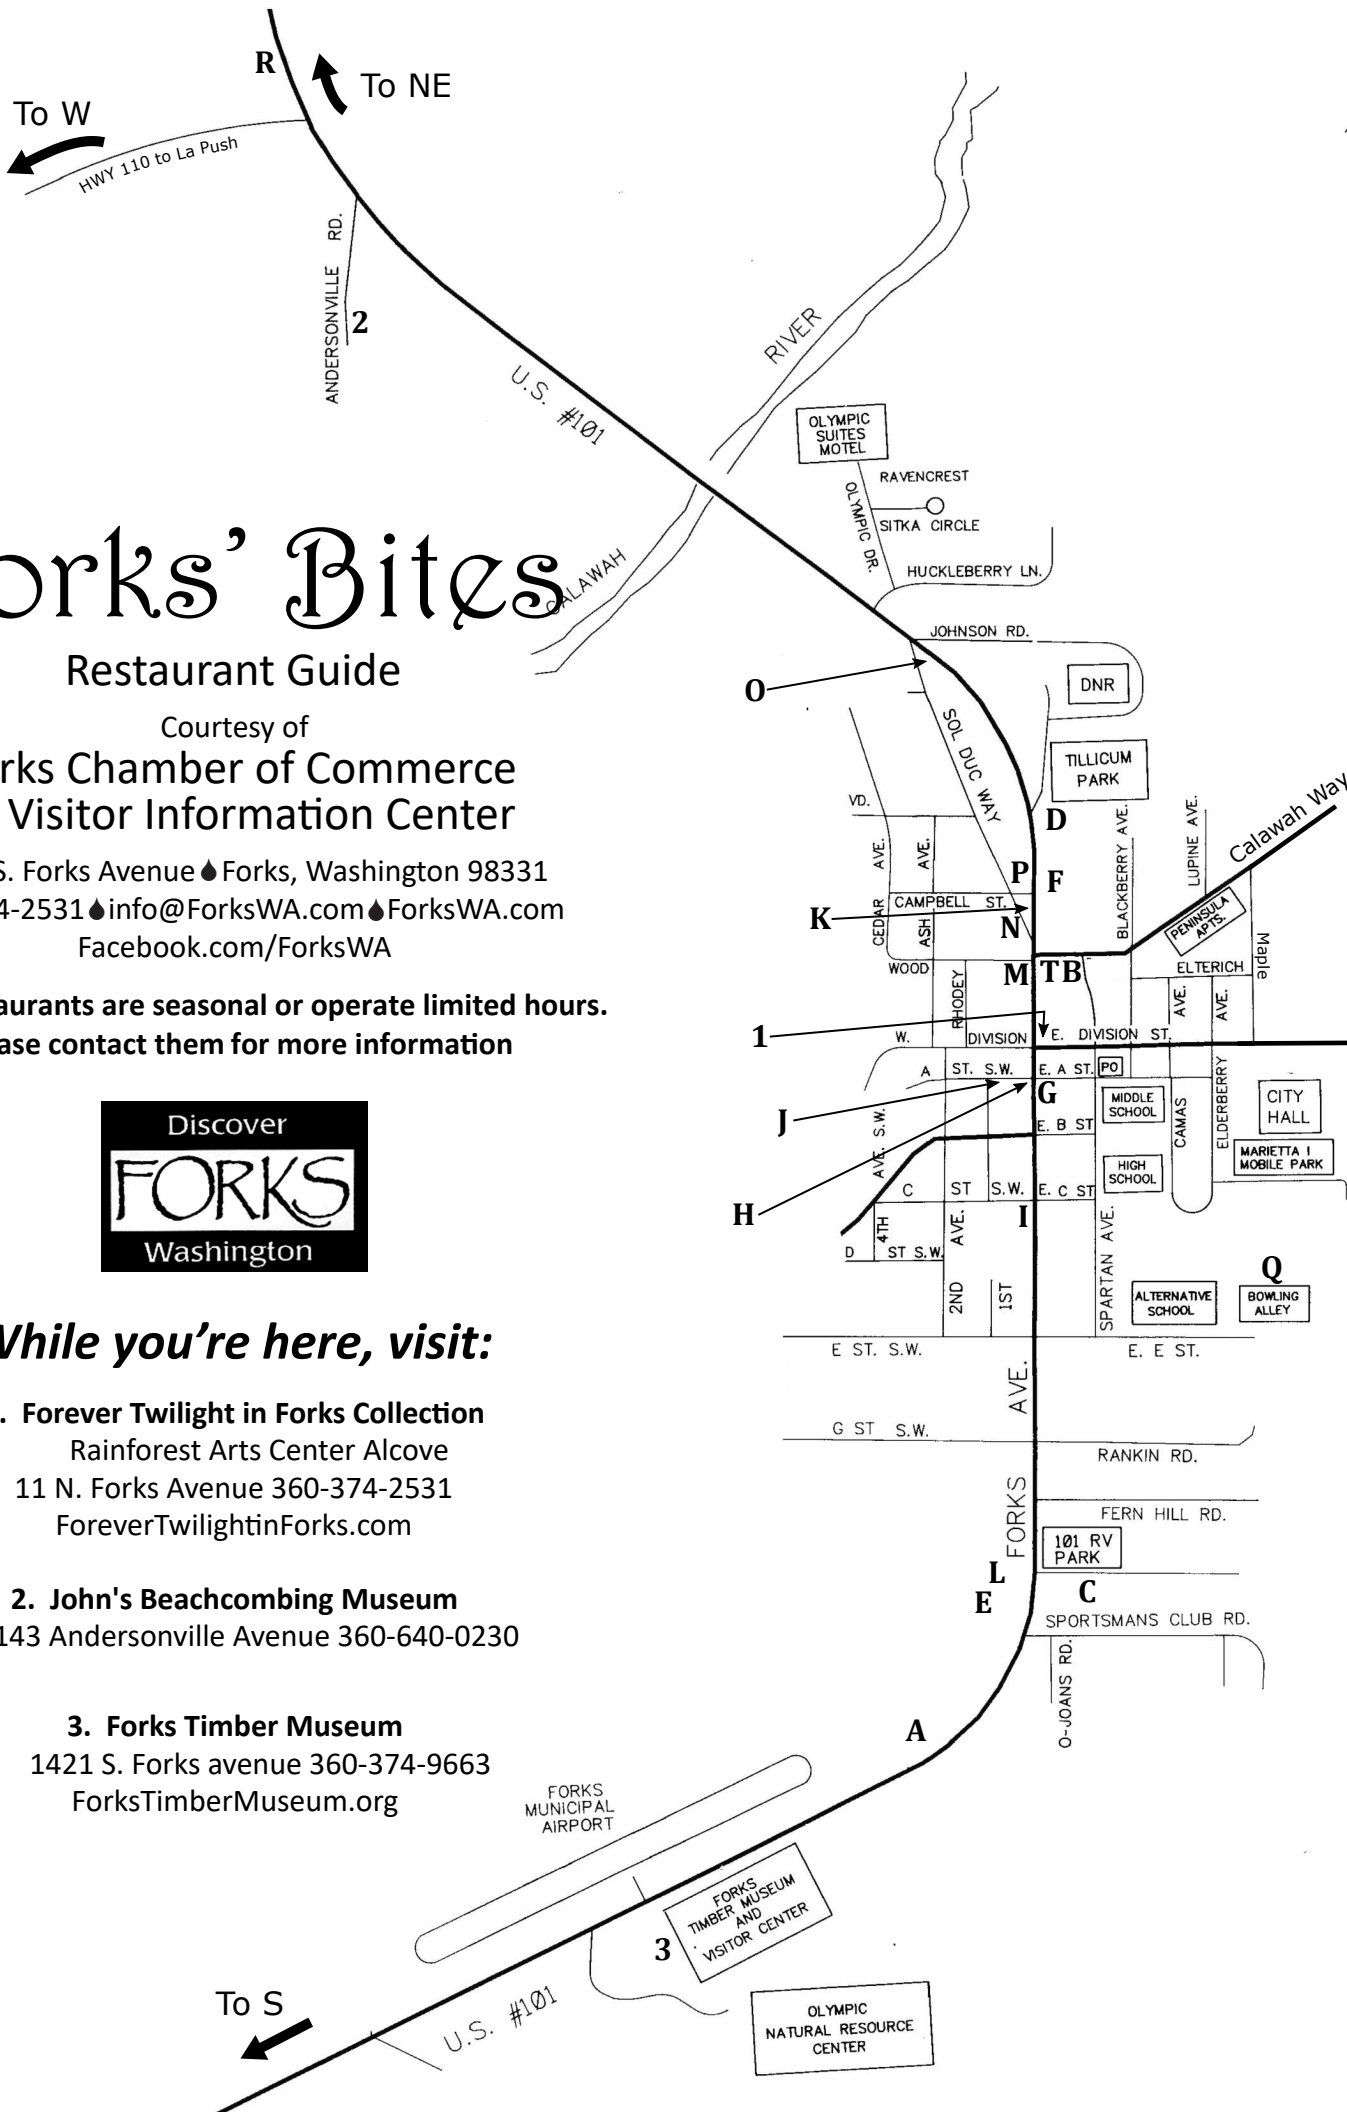 R
To NE
To W
HWY 110 to La Push
ANDERSONVILLE RD.
2
U.S. #101
RIVER
CALAWAH
OLYMPIC
SUITES
MOTEL
RAVENCREST
OLYMPIC DR.
SITKA CIRCLE
HUCKLEBERRY LN.
JOHNSON RD.
O
DNR
SOL DUC WAY
TILLICUM
PARK
VD.
D
CEDAR AVE.
ASH AVE.
P
F
BLACKBERRY AVE.
LUPINE AVE.
Calawah Way
CAMPBELL ST.
K
N
PENINSULA
APTS.
Maple
WOOD
M
T B
ELTERICH
RHODEY
AVE.
AVE.
1
W. DIVISION
E. DIVISION ST.
A ST. S.W.
E. A ST.
PO
G
J
MIDDLE
SCHOOL
CAMAS
ELDERBERRY
CITY
HALL
AVE. S.W.
E. B ST
MARIETTA 1
MOBILE PARK
HIGH
SCHOOL
C ST S.W.
E. C ST
H
I
4TH
AVE.
D ST S.W.
2ND
1ST
SPARTAN AVE.
Q
ALTERNATIVE
SCHOOL
BOWLING
ALLEY
E ST. S.W.
E. E ST.
FORKS AVE.
G ST S.W.
RANKIN RD.
FERN HILL RD.
101 RV
PARK
L
E
C
SPORTSMANS CLUB RD.
O-JOANS RD.
A
FORKS
MUNICIPAL
AIRPORT
FORKS
TIMBER MUSEUM
AND
VISITOR CENTER
3
OLYMPIC
NATURAL RESOURCE
CENTER
To S
U.S. #101
orks' Bites
Restaurant Guide
Courtesy of
rks Chamber of Commerce
Visitor Information Center
S. Forks Avenue Forks, Washington 98331
4-2531 info@ForksWA.com ForksWA.com
Facebook.com/ForksWA
aurants are seasonal or operate limited hours.
ase contact them for more information
Discover
FORKS
Washington
While you're here, visit:
. Forever Twilight in Forks Collection
Rainforest Arts Center Alcove
11 N. Forks Avenue 360-374-2531
ForeverTwilightinForks.com
2. John's Beachcombing Museum
143 Andersonville Avenue 360-640-0230
3. Forks Timber Museum
1421 S. Forks avenue 360-374-9663
ForksTimberMuseum.org